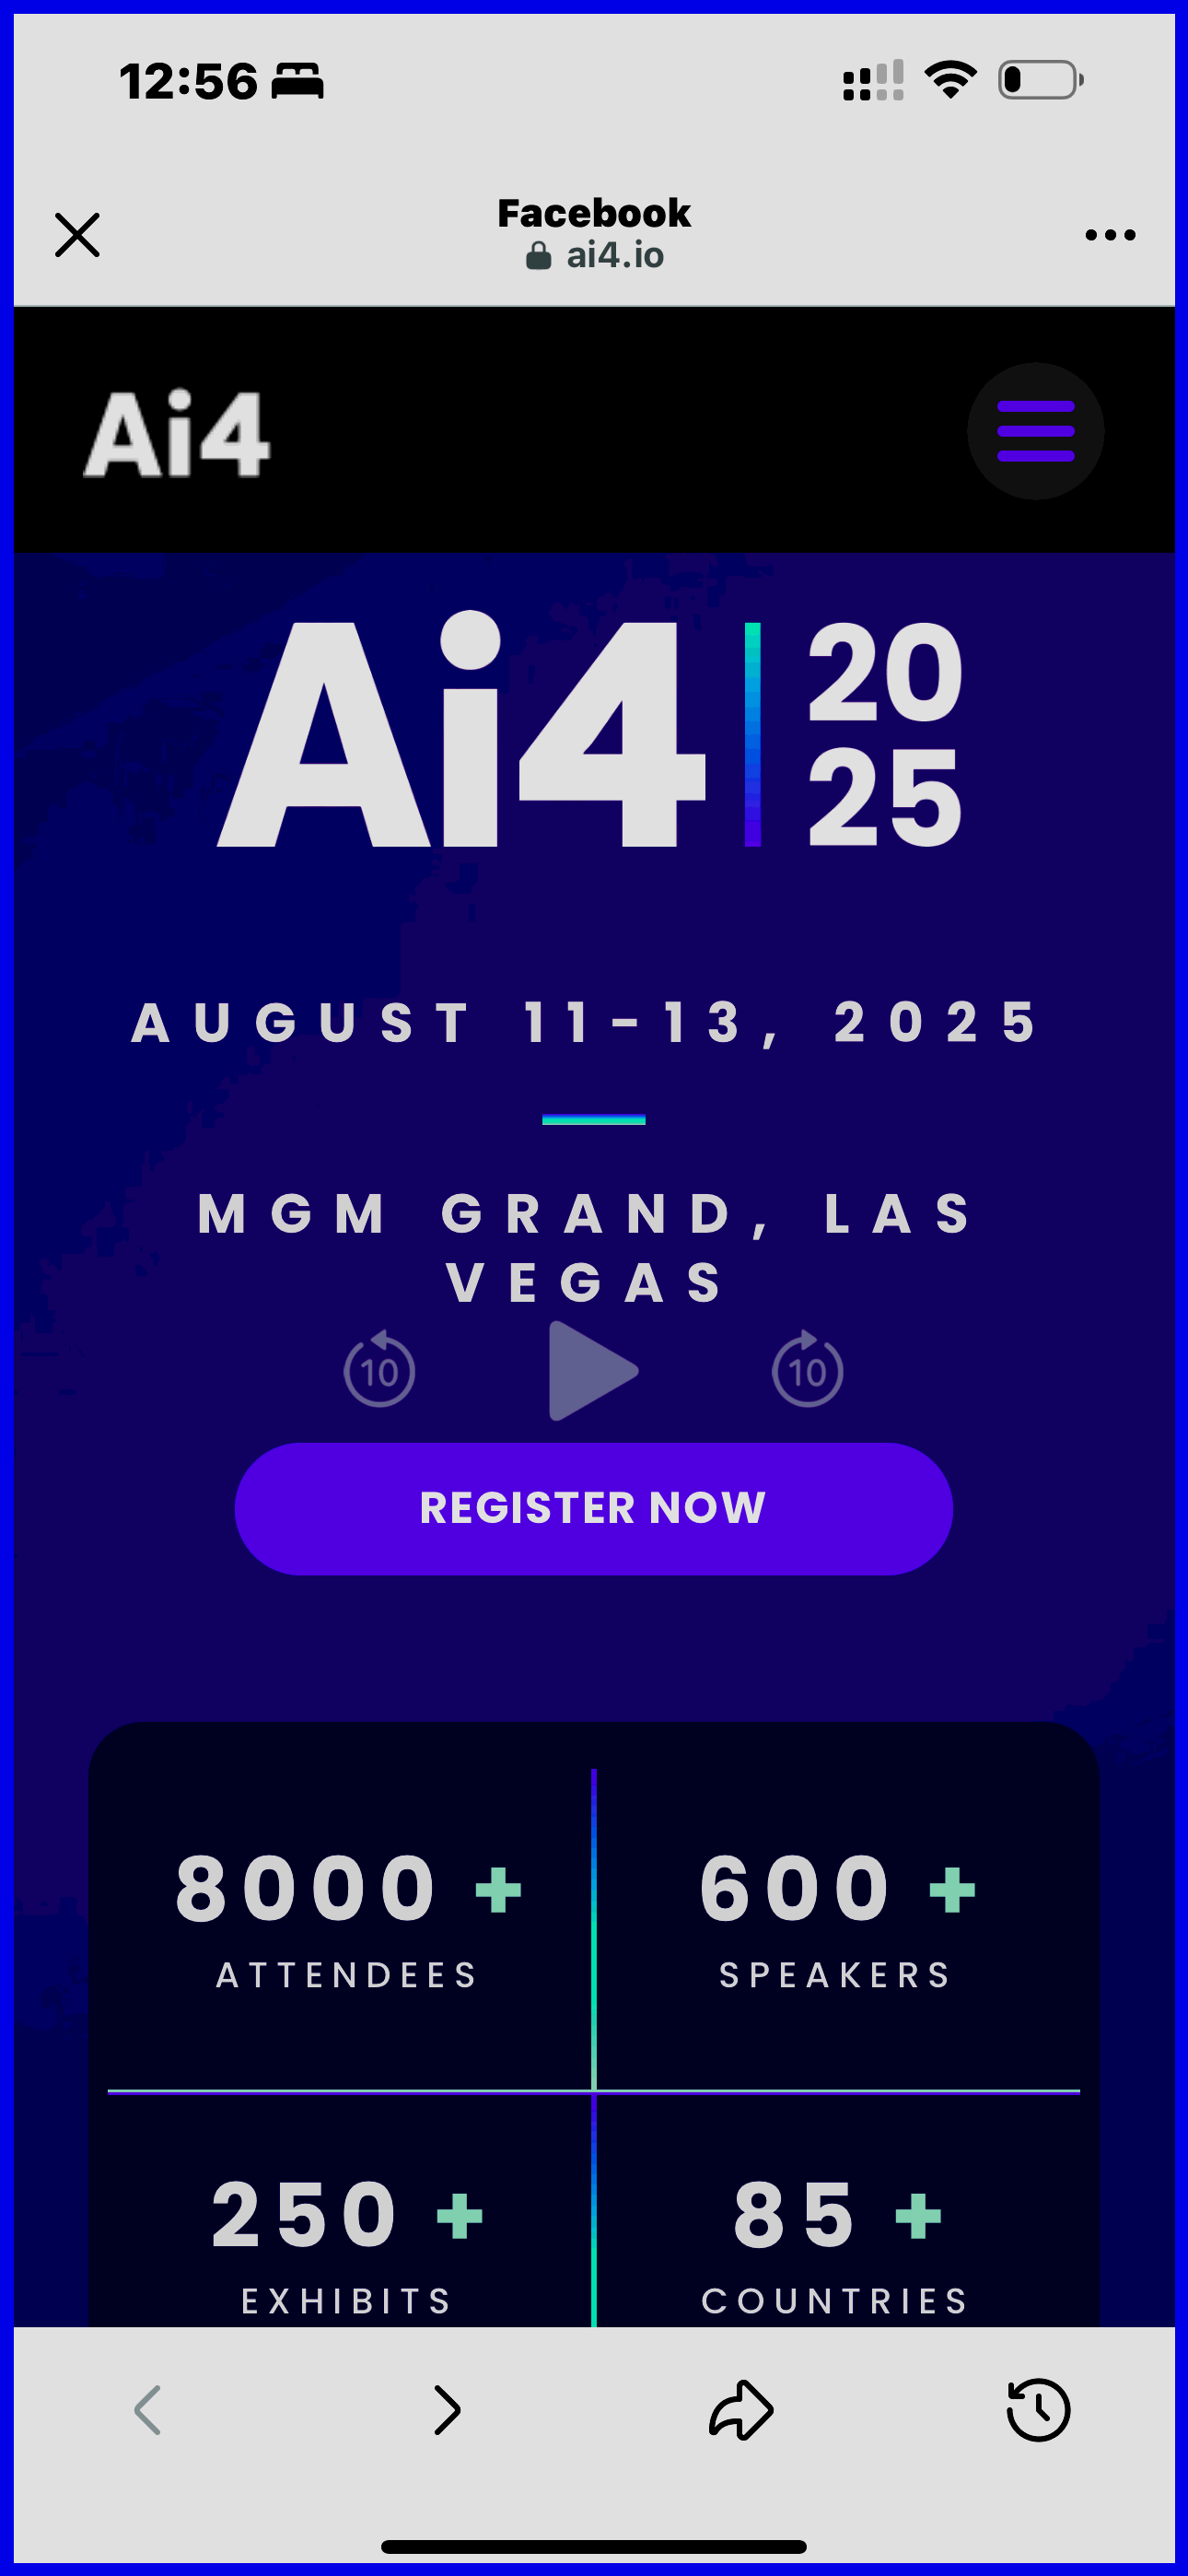 12:56
Facebook
ai4.io
Ai4
Ai4 | 20
25
AUGUST 11-13, 2025
MGM GRAND, LAS
VEGAS
10 10
REGISTER NOW
8000 + 600 +
ATTENDEES SPEAKERS
250 + 85 +
EXHIBITS COUNTRIES